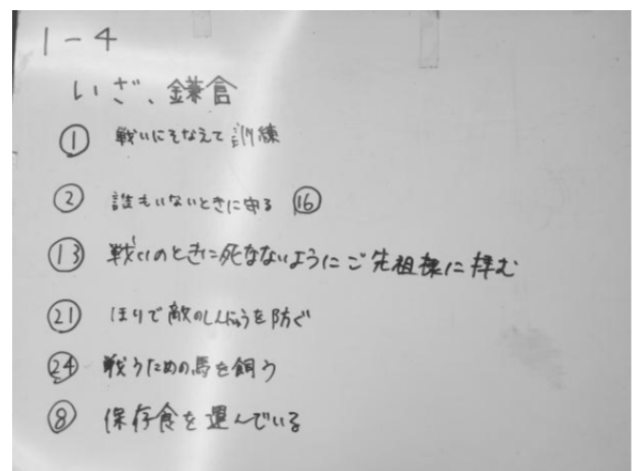 1-4
いざ、鎌倉
① 戦いにそなえて訓練
② 誰もいないときに守る ⑯
⑬ 戦いのときに死なないようにご先祖様に拝む
㉑ ほりで敵のしんにゅうを防ぐ
㉔ 戦うための馬を飼う
⑧ 保存食を選んでいる